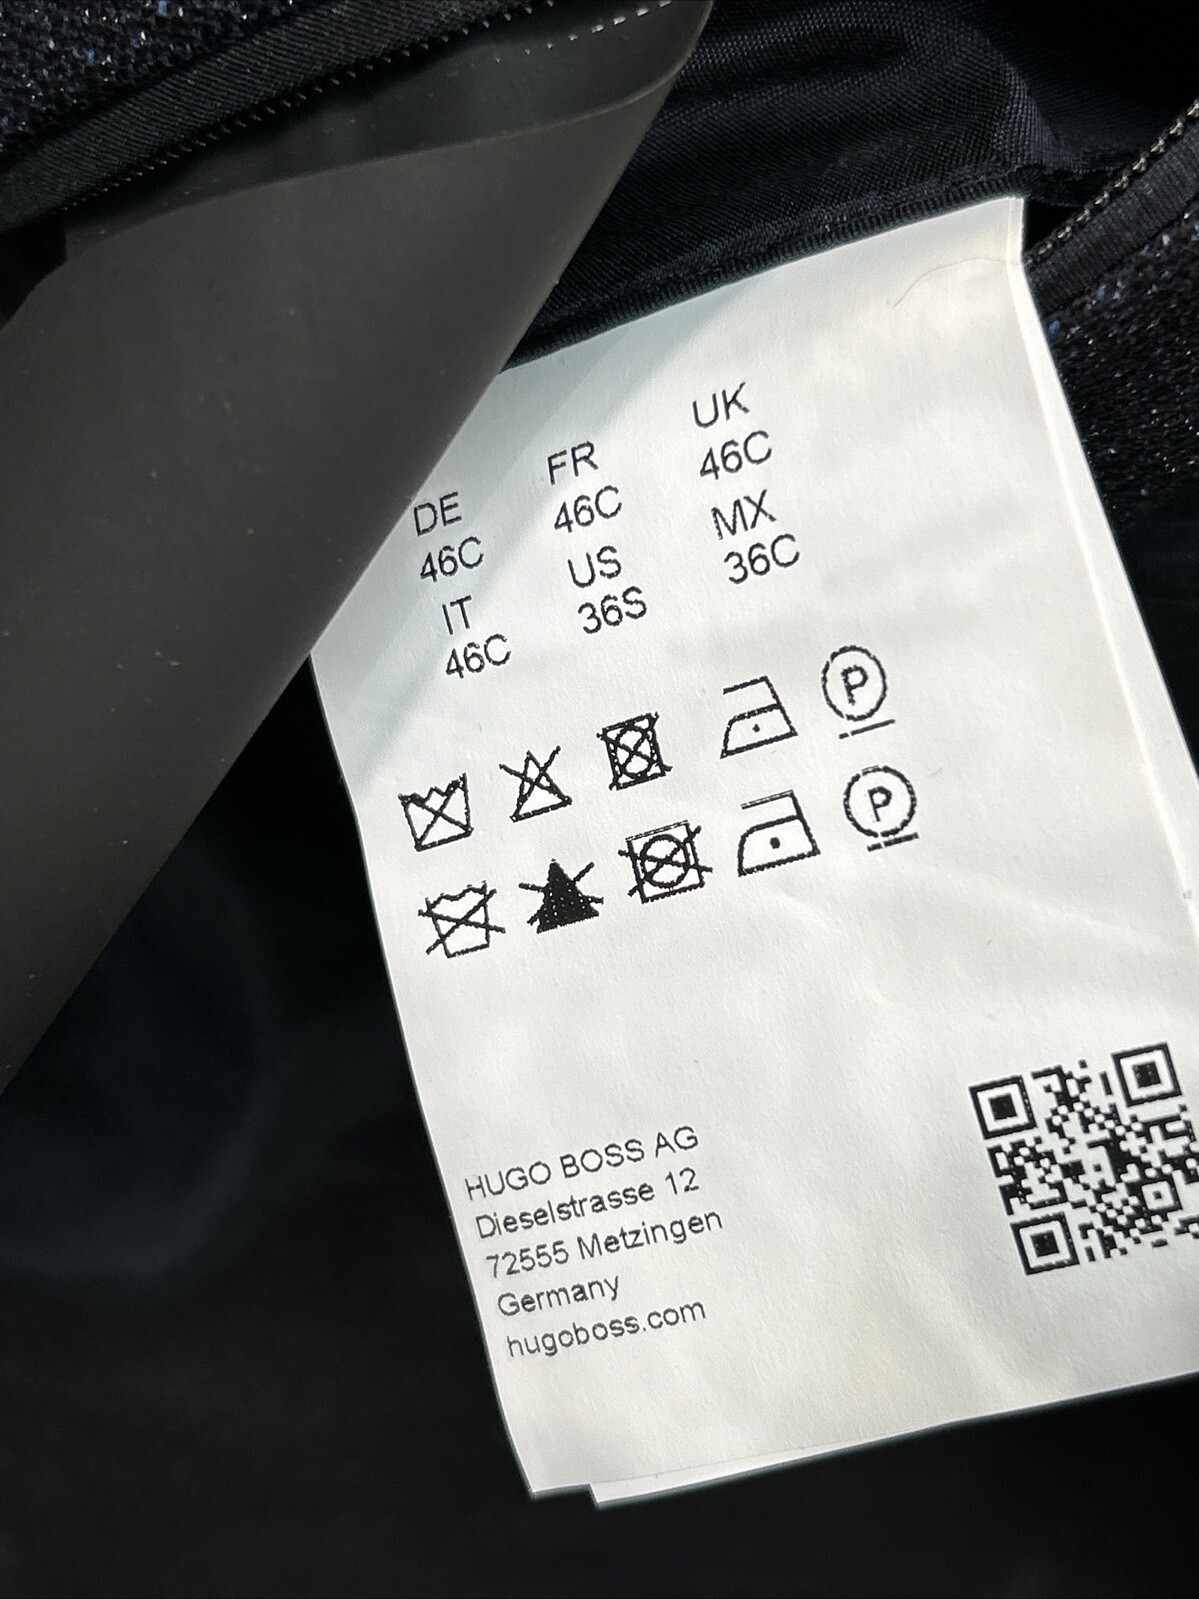 DE FR UK
46C 46C 46C
IT US MX
46C 36S 36C
P
P
HUGO BOSS AG
Dieselstrasse 12
72555 Metzingen
Germany
hugoboss.com